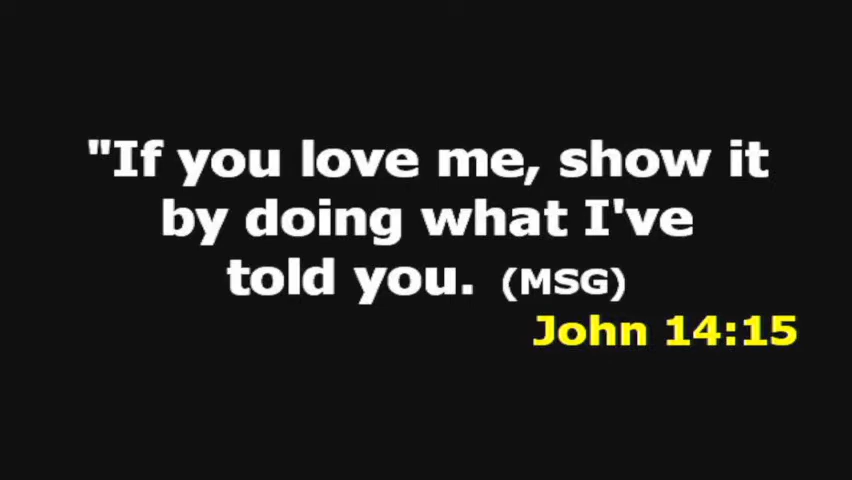 "If you love me, show it
by doing what I've
told you. (MSG)
John 14:15